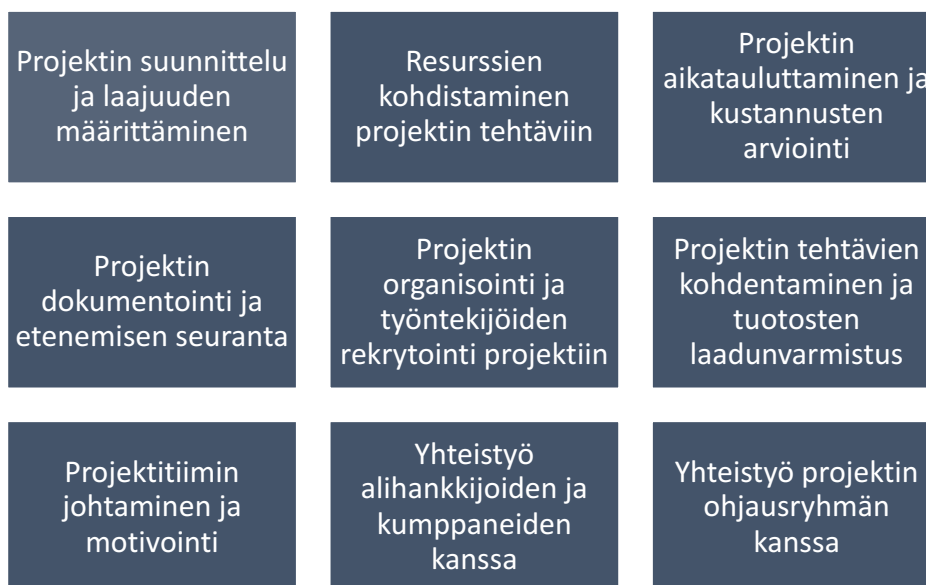 Projektin suunnittelu
ja laajuuden
määrittäminen
Resurssien
kohdistaminen
projektin tehtäviin
Projektin
aikatauluttaminen ja
kustannusten
arviointi
Projektin
dokumentointi ja
etenemisen seuranta
Projektin
organisointi ja
työntekijöiden
rekrytointi projektiin
Projektin tehtävien
kohdentaminen ja
tuotosten
laadunvarmistus
Projektitiimin
johtaminen ja
motivointi
Yhteistyö
alihankkijoiden ja
kumppaneiden
kanssa
Yhteistyö projektin
ohjausryhmän
kanssa